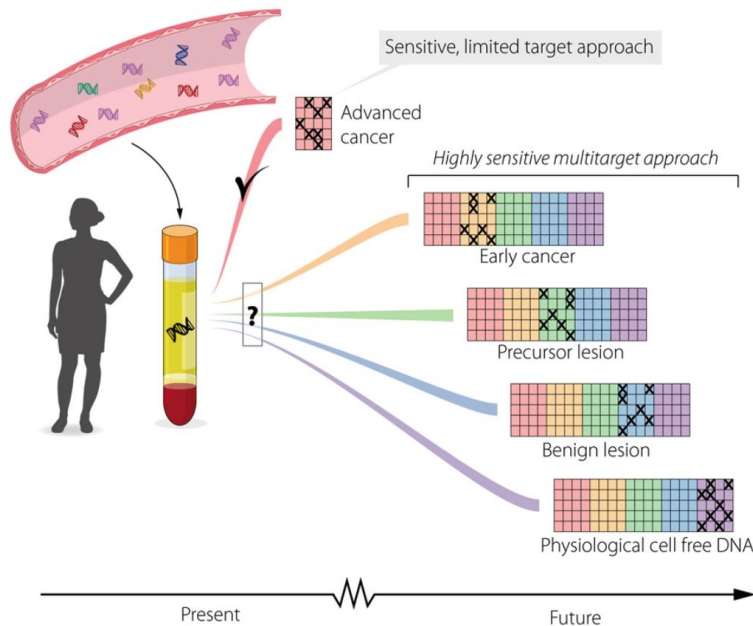 Sensitive, limited target approach
Advanced
cancer
Highly sensitive multitarget approach
Early cancer
?
Precursor lesion
Benign lesion
Physiological cell free DNA
Present
Future